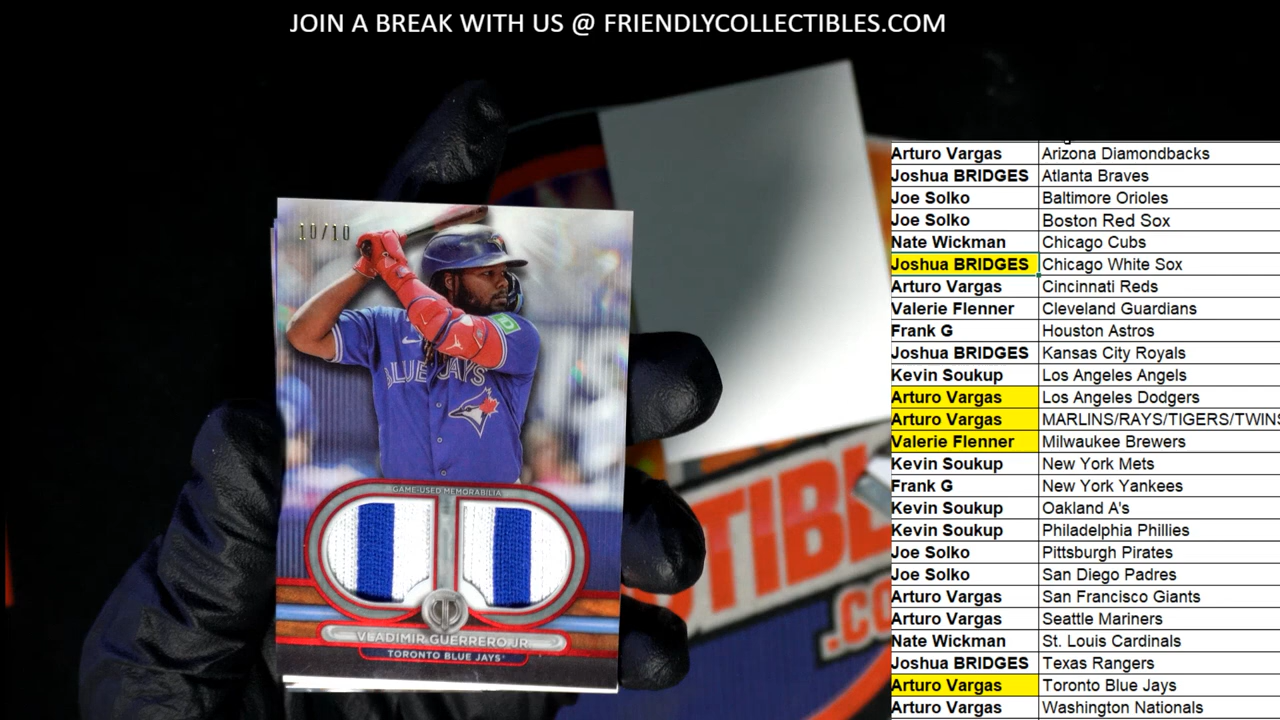 JOIN A BREAK WITH US @ FRIENDLYCOLLECTIBLES.COM
10/10
BLUE JAYS
GAME-USED MEMORABILIA
VLADIMIR GUERRERO JR.
TORONTO BLUE JAYS
TIBL
.CO
Arturo Vargas Arizona Diamondbacks
Joshua BRIDGES Atlanta Braves
Joe Solko Baltimore Orioles
Joe Solko Boston Red Sox
Nate Wickman Chicago Cubs
Joshua BRIDGES Chicago White Sox
Arturo Vargas Cincinnati Reds
Valerie Flenner Cleveland Guardians
Frank G Houston Astros
Joshua BRIDGES Kansas City Royals
Kevin Soukup Los Angeles Angels
Arturo Vargas Los Angeles Dodgers
Arturo Vargas MARLINS/RAYS/TIGERS/TWINS
Valerie Flenner Milwaukee Brewers
Kevin Soukup New York Mets
Frank G New York Yankees
Kevin Soukup Oakland A's
Kevin Soukup Philadelphia Phillies
Joe Solko Pittsburgh Pirates
Joe Solko San Diego Padres
Arturo Vargas San Francisco Giants
Arturo Vargas Seattle Mariners
Nate Wickman St. Louis Cardinals
Joshua BRIDGES Texas Rangers
Arturo Vargas Toronto Blue Jays
Arturo Vargas Washington Nationals